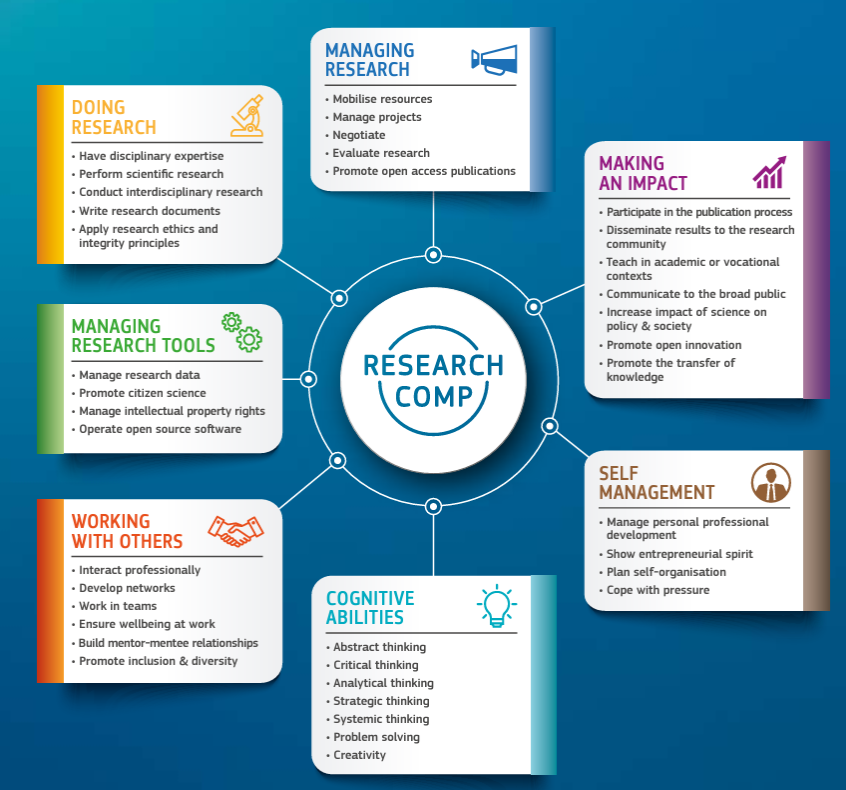 MANAGING
RESEARCH
• Mobilise resources
• Manage projects
• Negotiate
• Evaluate research
• Promote open access publications
DOING
RESEARCH
• Have disciplinary expertise
• Perform scientific research
• Conduct interdisciplinary research
• Write research documents
• Apply research ethics and
integrity principles
MAKING
AN IMPACT
• Participate in the publication process
• Disseminate results to the research
community
• Teach in academic or vocational
contexts
• Communicate to the broad public
• Increase impact of science on
policy & society
• Promote open innovation
• Promote the transfer of
knowledge
MANAGING
RESEARCH TOOLS
• Manage research data
• Promote citizen science
• Manage intellectual property rights
• Operate open source software
RESEARCH
COMP
SELF
MANAGEMENT
• Manage personal professional
development
• Show entrepreneurial spirit
• Plan self-organisation
• Cope with pressure
WORKING
WITH OTHERS
• Interact professionally
• Develop networks
• Work in teams
• Ensure wellbeing at work
• Build mentor-mentee relationships
• Promote inclusion & diversity
COGNITIVE
ABILITIES
• Abstract thinking
• Critical thinking
• Analytical thinking
• Strategic thinking
• Systemic thinking
• Problem solving
• Creativity